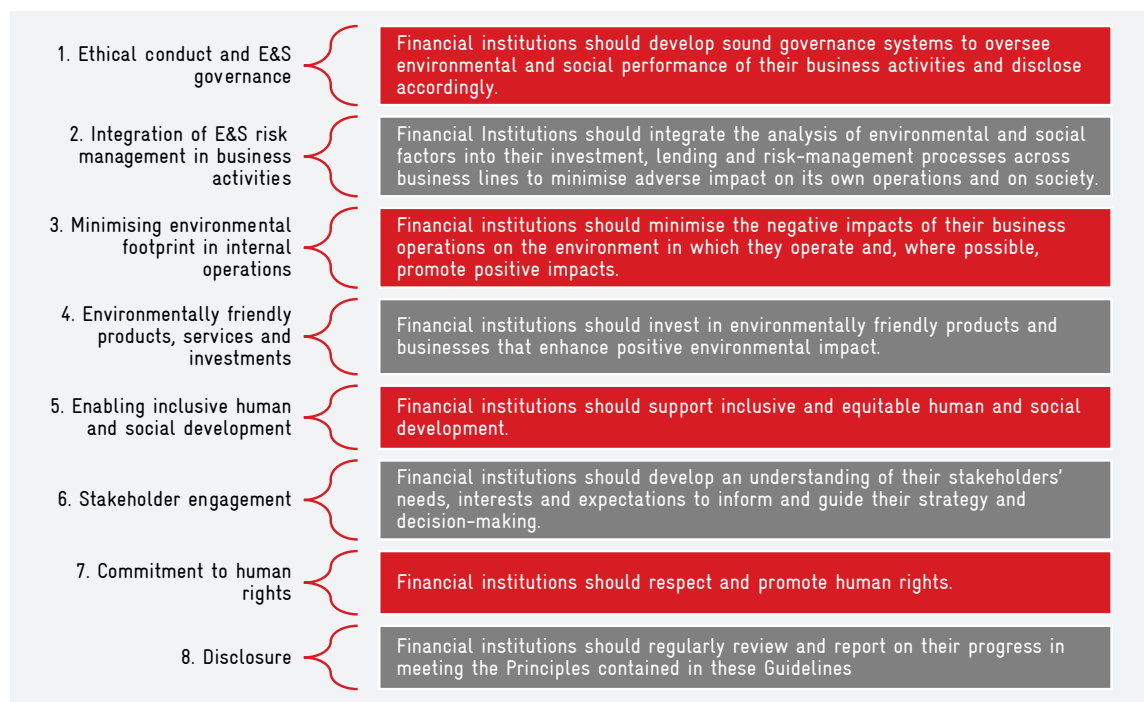 1. Ethical conduct and E&S
governance
Financial institutions should develop sound governance systems to oversee
environmental and social performance of their business activities and disclose
accordingly.
2. Integration of E&S risk
management in business
activities
Financial Institutions should integrate the analysis of environmental and social
factors into their investment, lending and risk-management processes across
business lines to minimise adverse impact on its own operations and on society.
3. Minimising environmental
footprint in internal
operations
Financial institutions should minimise the negative impacts of their business
operations on the environment in which they operate and, where possible,
promote positive impacts.
4. Environmentally friendly
products, services and
investments
Financial institutions should invest in environmentally friendly products and
businesses that enhance positive environmental impact.
5. Enabling inclusive human
and social development
Financial institutions should support inclusive and equitable human and social
development.
6. Stakeholder engagement
Financial institutions should develop an understanding of their stakeholders'
needs, interests and expectations to inform and guide their strategy and
decision-making.
7. Commitment to human
rights
Financial institutions should respect and promote human rights.
8. Disclosure
Financial institutions should regularly review and report on their progress in
meeting the Principles contained in these Guidelines